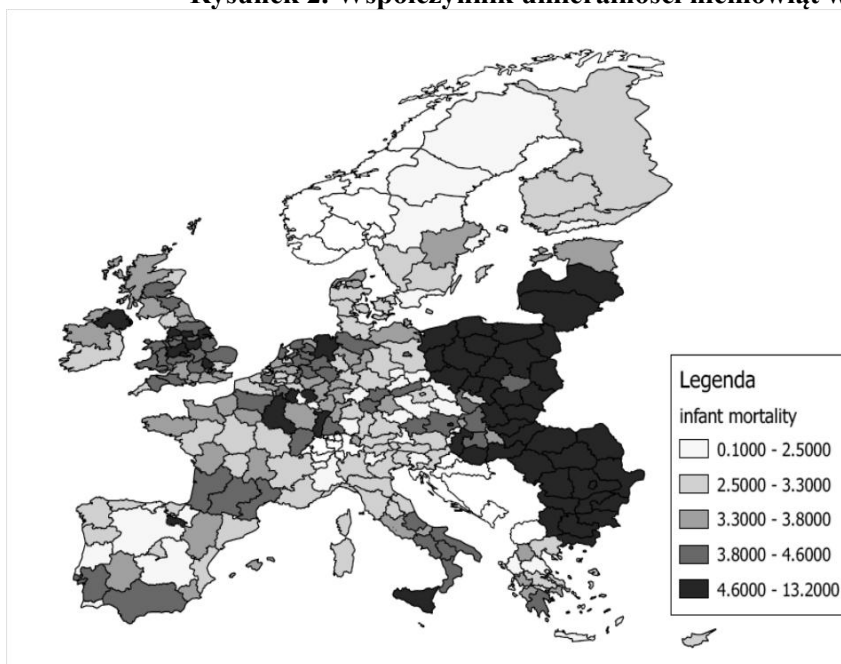 Rysunek 2. Współczynnik umieralności niemowląt w
Legenda
infant mortality
0.1000 - 2.5000
2.5000 - 3.3000
3.3000 - 3.8000
3.8000 - 4.6000
4.6000 - 13.2000